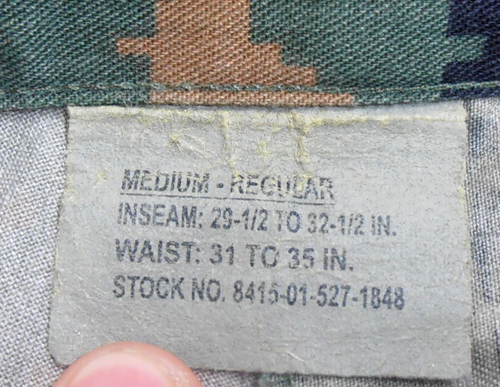 MEDIUM - REGULAR
INSEAM: 29-1/2 TO 32-1/2 IN.
WAIST: 31 TO 35 IN.
STOCK NO. 8415-01-527-1848